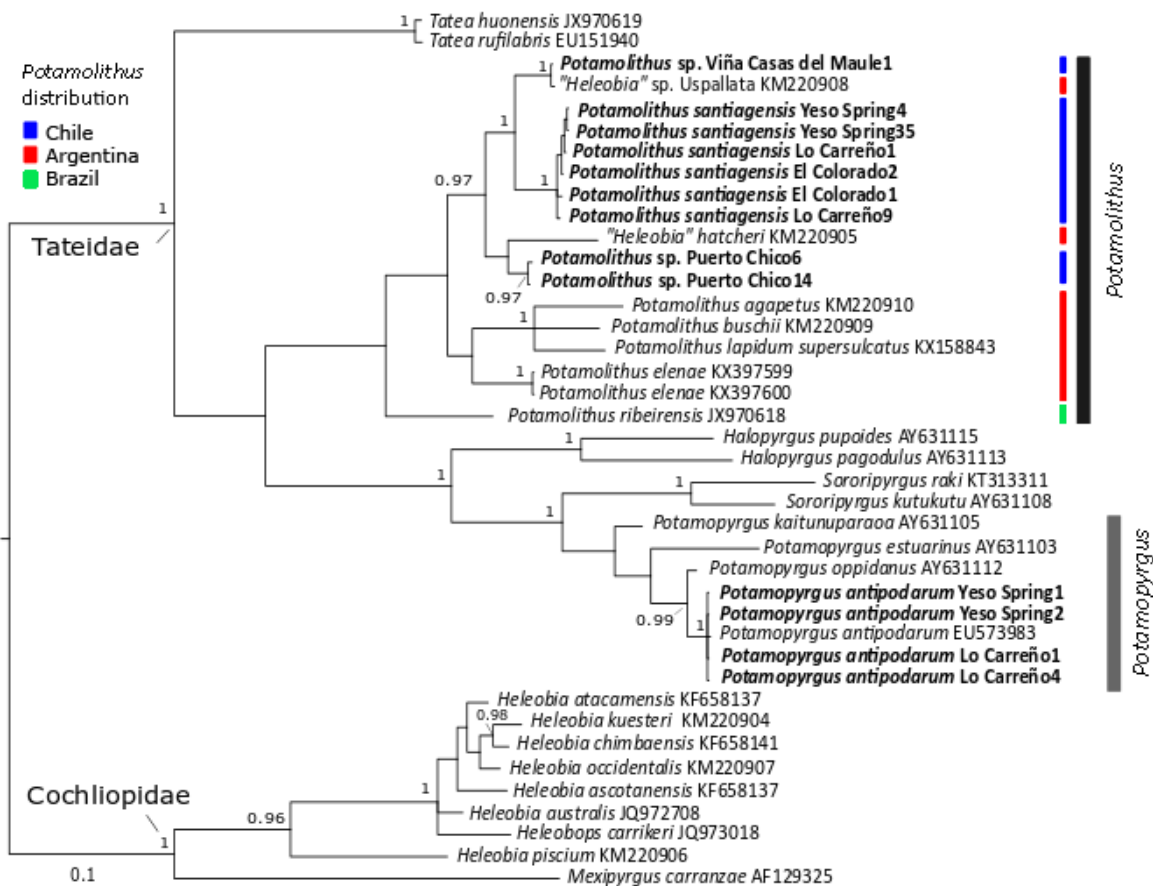 1 Tatea huonensis JX970619
Tatea rufilabris EU151940
Potamolithus
distribution
Chile
Argentina
Brazil
1 Potamolithus sp. Viña Casas del Maule1
"Heleobia" sp. Uspallata KM220908
1
Potamolithus santiagensis Yeso Spring4
Potamolithus santiagensis Yeso Spring35
Potamolithus santiagensis Lo Carreño1
0.97
1 Potamolithus santiagensis El Colorado2
Potamolithus santiagensis El Colorado1
Potamolithus santiagensis Lo Carreño9
1
Tateidae
"Heleobia" hatcheri KM220905
Potamolithus sp. Puerto Chico6
Potamolithus sp. Puerto Chico14
0.97
Potamolithus
1 Potamolithus agapetus KM220910
Potamolithus buschii KM220909
Potamolithus lapidum supersulcatus KX158843
1 Potamolithus elenae KX397599
Potamolithus elenae KX397600
Potamolithus ribeirensis JX970618
1 Halopyrgus pupoides AY631115
Halopyrgus pagodulus AY631113
1
1 Sororipyrgus raki KT313311
Sororipyrgus kutukutu AY631108
1
Potamopyrgus kaitunuparaoa AY631105
Potamopyrgus estuarinus AY631103
Potamopyrgus oppidanus AY631112
Potamopyrgus antipodarum Yeso Spring1
Potamopyrgus antipodarum Yeso Spring2
0.99 1 Potamopyrgus antipodarum EU573983
Potamopyrgus antipodarum Lo Carreño1
Potamopyrgus antipodarum Lo Carreño4
Potamopyrgus
Heleobia atacamensis KF658137
0.98 Heleobia kuesteri KM220904
Heleobia chimbaensis KF658141
Heleobia occidentalis KM220907
1 Heleobia ascotanensis KF658137
Cochliopidae
Heleobia australis JQ972708
0.96 Heleobops carrikeri JQ973018
1
Heleobia piscium KM220906
0.1
Mexipyrgus carranzae AF129325